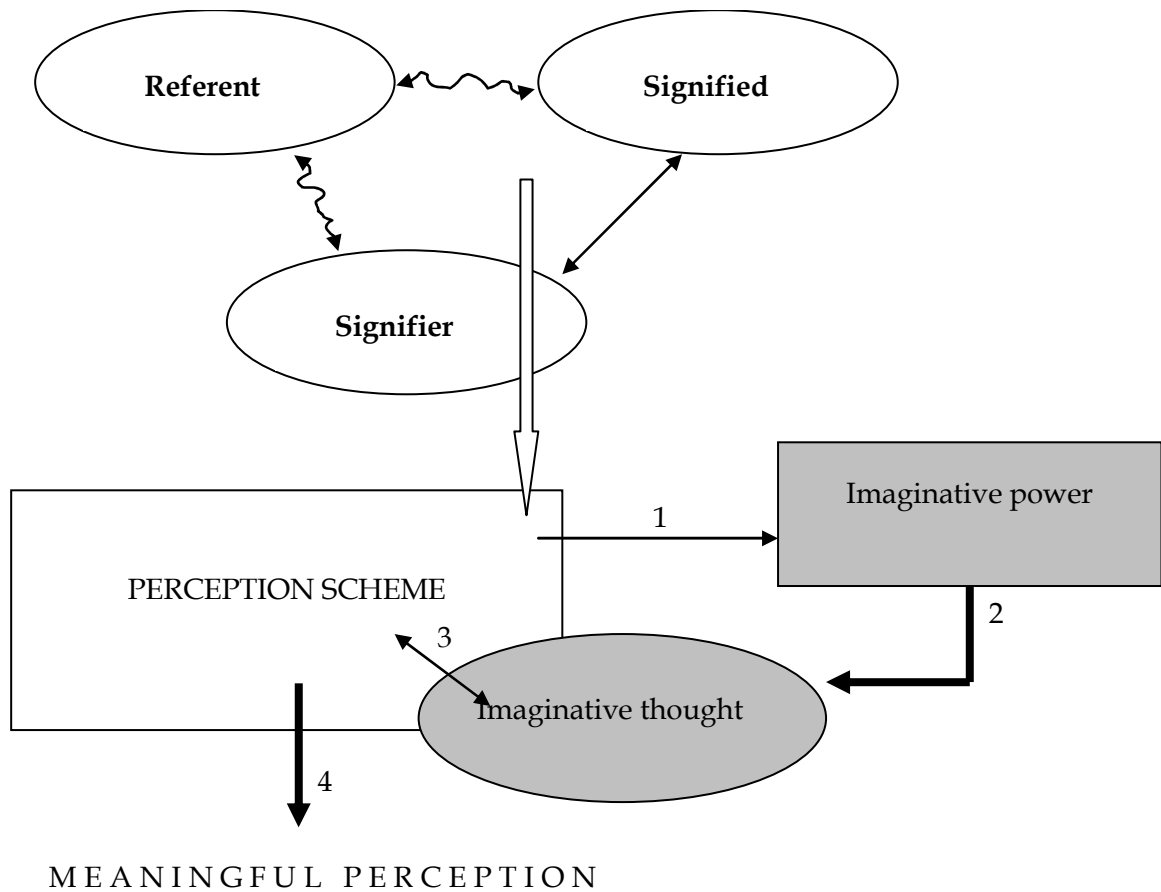 Referent
Signified
Signifier
Imaginative power
1
PERCEPTION SCHEME
2
3
Imaginative thought
4
MEANINGFUL PERCEPTION